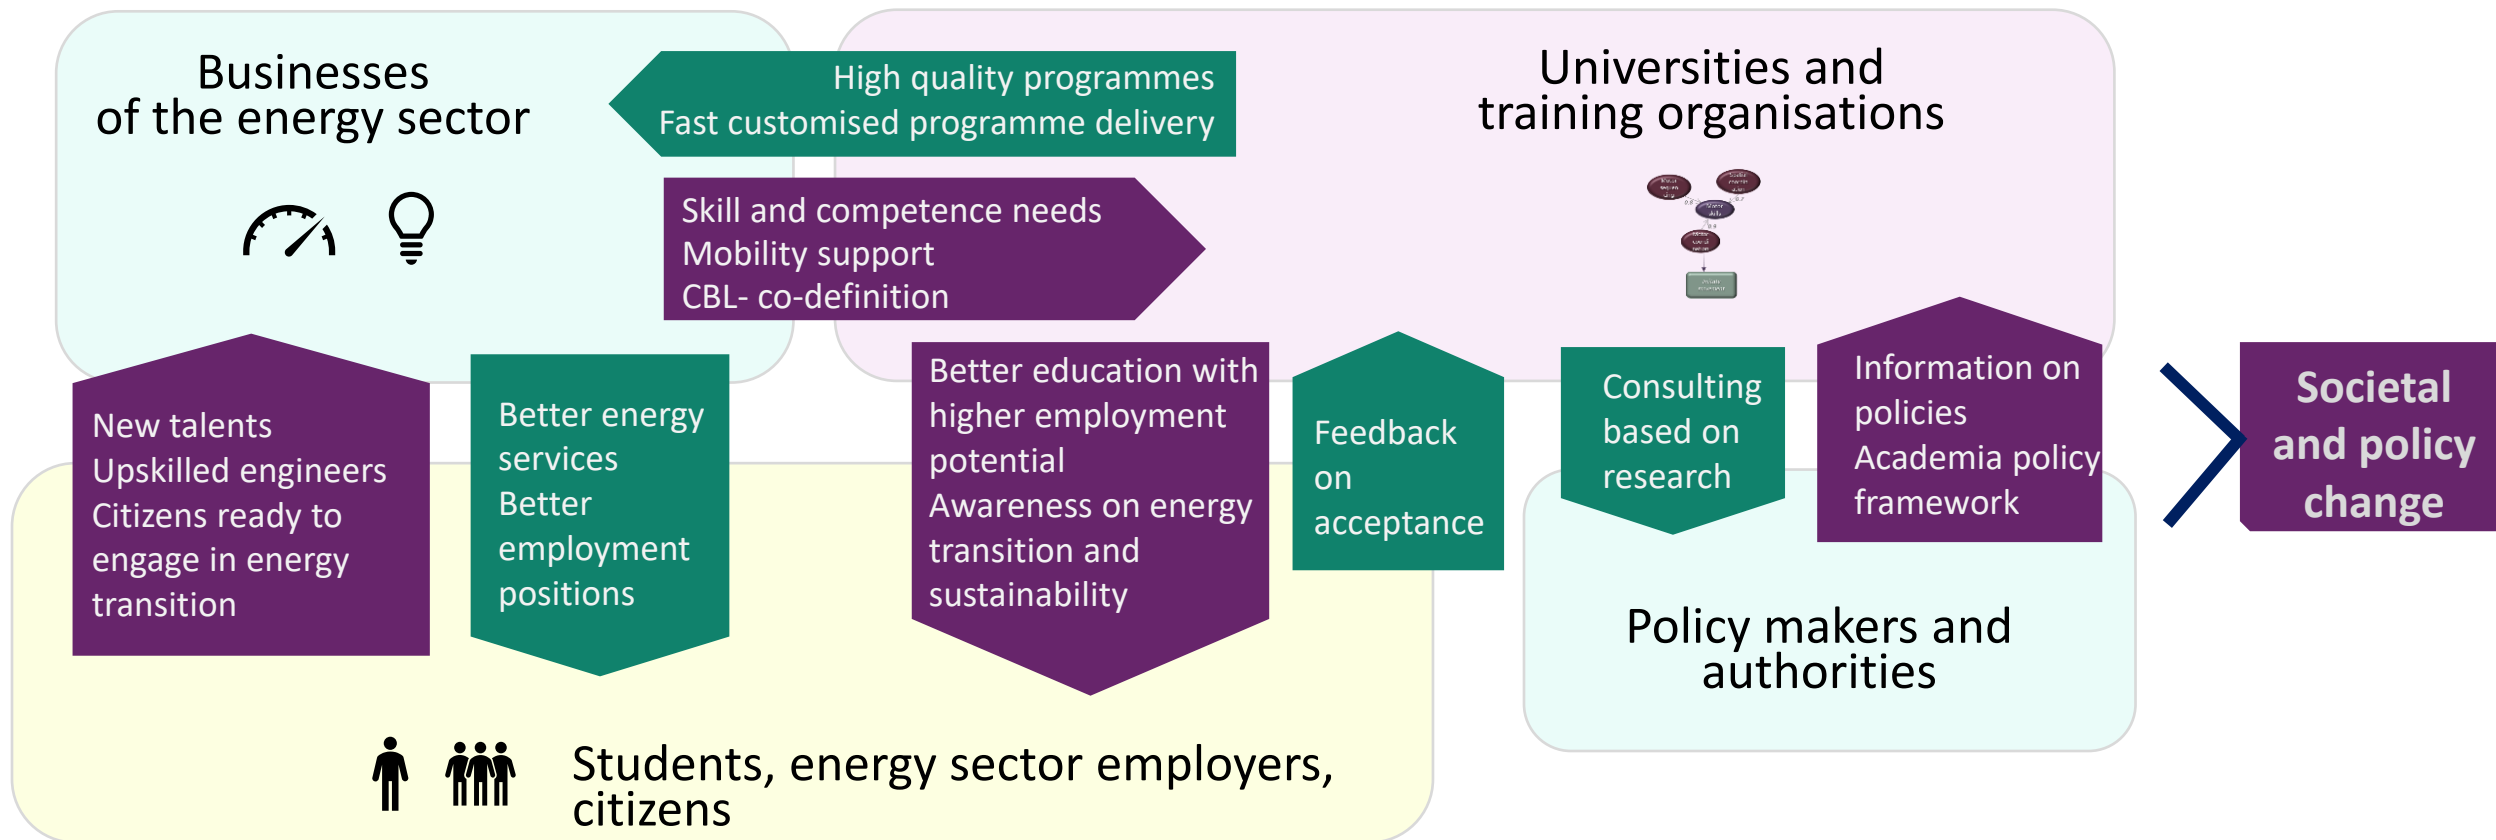 Businesses
of the energy sector
High quality programmes
Fast customised programme delivery
Universities and
training organisations
Skill and competence needs
Mobility support
CBL- co-definition
New talents
Upskilled engineers
Citizens ready to
engage in energy
transition
Better energy
services
Better
employment
positions
Better education with
higher employment
potential
Awareness on energy
transition and
sustainability
Feedback
on
acceptance
Consulting
based on
research
Information on
policies
Academia policy
framework
Societal
and policy
change
Policy makers and
authorities
Students, energy sector employers,
citizens